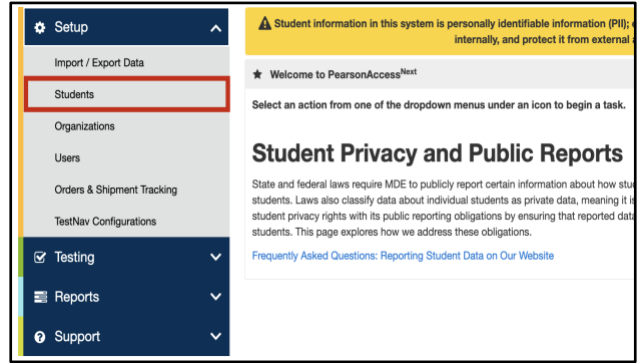 Setup
Import / Export Data
Students
Organizations
Users
Orders & Shipment Tracking
TestNav Configurations
Testing
Reports
Support
Student information in this system is personally identifiable information (PII);
internally, and protect it from external
Welcome to PearsonAccessNext
Select an action from one of the dropdown menus under an icon to begin a task.
Student Privacy and Public Reports
State and federal laws require MDE to publicly report certain information about how
students. Laws also classify data about individual students as private data, meaning it
student privacy rights with its public reporting obligations by ensuring that reported
students. This page explores how we address these obligations.
Frequently Asked Questions: Reporting Student Data on Our Website